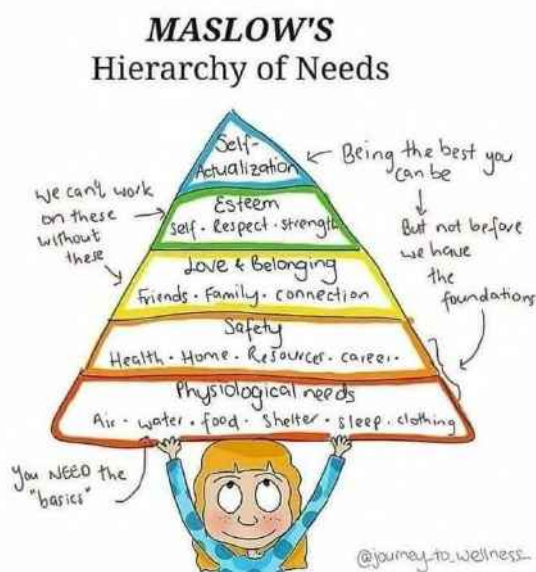 MASLOW'S
Hierarchy of Needs
Self-
Actualization
Being the best you
can be
But not before
we have
the
foundations
we can't work
on these
without
these
Esteem
Self · Respect · strength
Love & Belonging
Friends · Family · connection
Safety
Health · Home · Resources · career ·
Physiological needs
Air · water · food · Shelter · sleep · clothing
You NEED the
"basics"
@journey_to_wellness_